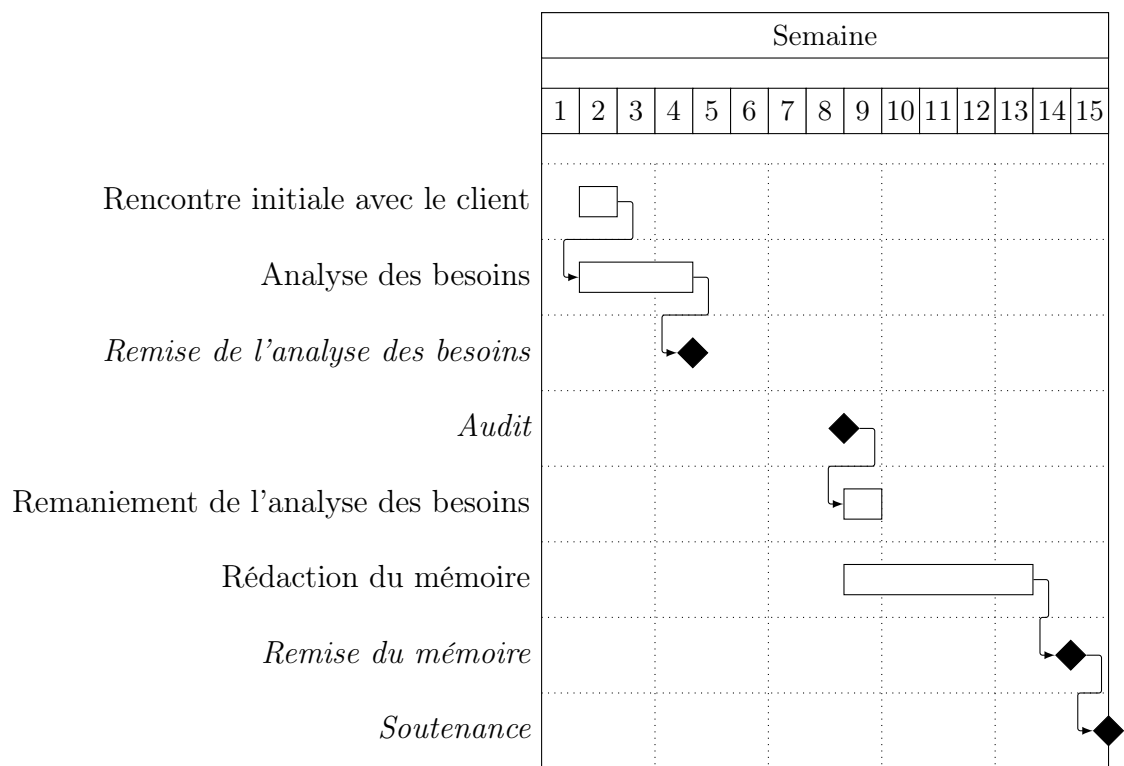 Semaine
1 2 3 4 5 6 7 8 9 10 11 12 13 14 15
Rencontre initiale avec le client
Analyse des besoins
Remise de l'analyse des besoins
Audit
Remaniement de l'analyse des besoins
Rédaction du mémoire
Remise du mémoire
Soutenance